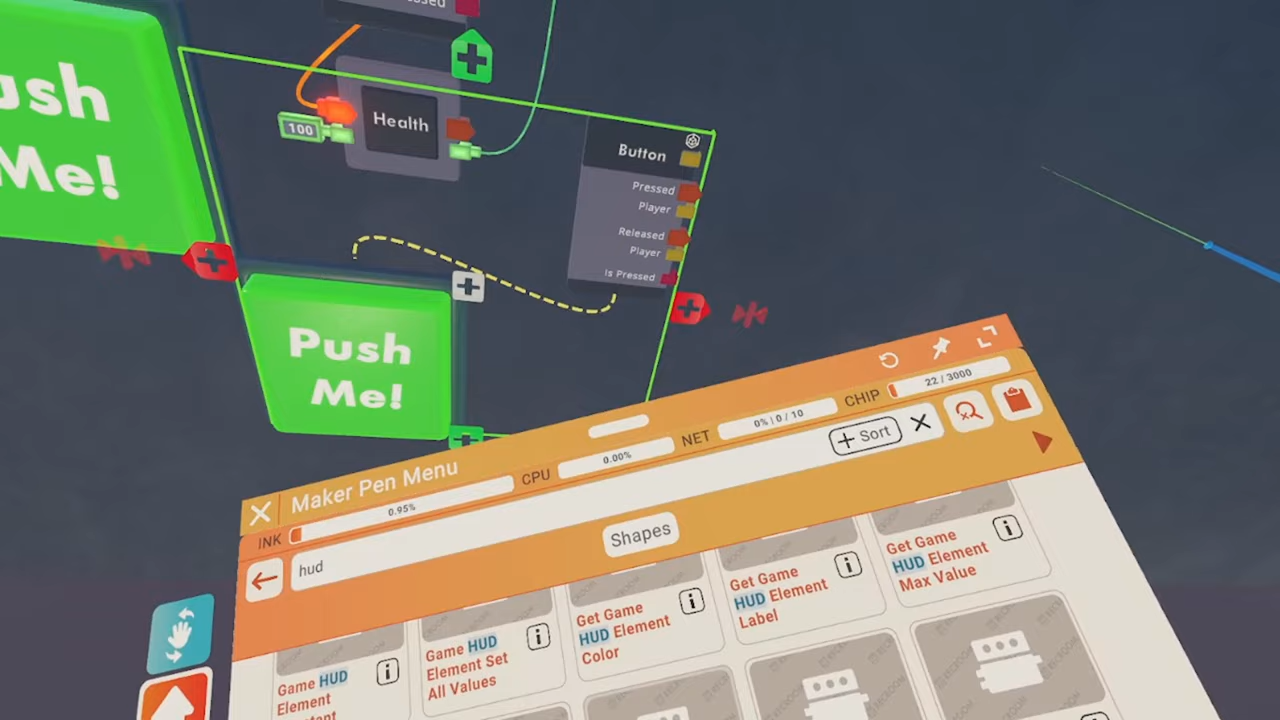 ush
Me!
Health
100
Button
Pressed
Player
Released
Player
Is Pressed
Push
Me!
Maker Pen Menu
INK
0.95%
CPU
0.00%
NET
0% | 0 / 10
CHIP
22 / 3000
hud
Sort
Shapes
Game HUD
Element
Game HUD
Element Set
All Values
Get Game
HUD Element
Color
Get Game
HUD Element
Label
Get Game
HUD Element
Max Value